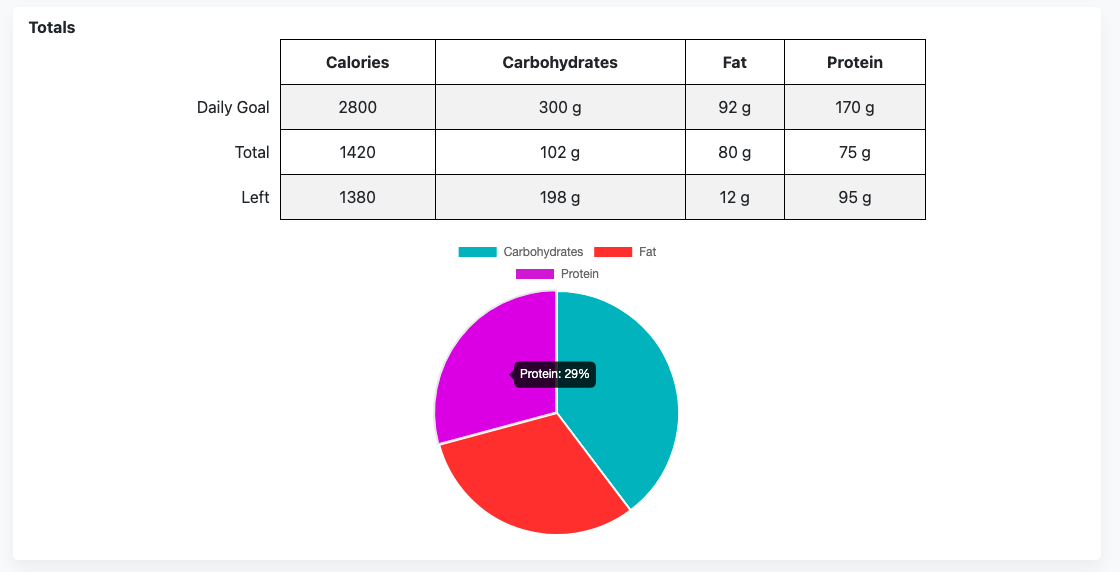 Totals
Calories Carbohydrates Fat Protein
Daily Goal 2800 300 g 92 g 170 g
Total 1420 102 g 80 g 75 g
Left 1380 198 g 12 g 95 g
Carbohydrates Fat
Protein
Protein: 29%